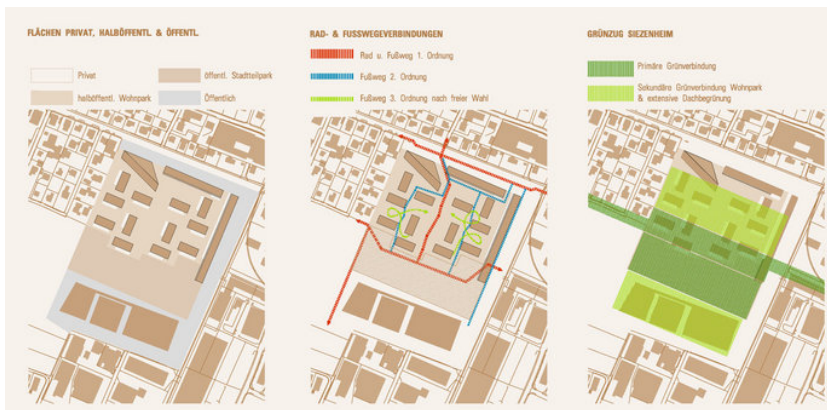 FLÄCHEN PRIVAT, HALBÖFFENTL. & ÖFFENTL.
Privat
öffentl. Stadtteilpark
halböffentl. Wohnpark
Öffentlich
RAD- & FUSSWEGEVERBINDUNGEN
Rad u. Fußweg 1. Ordnung
Fußweg 2. Ordnung
Fußweg 3. Ordnung nach freier Wahl
GRÜNZUG SIEZENHEIM
Primäre Grünverbindung
Sekundäre Grünverbindung Wohnpark
& extensive Dachbegrünung